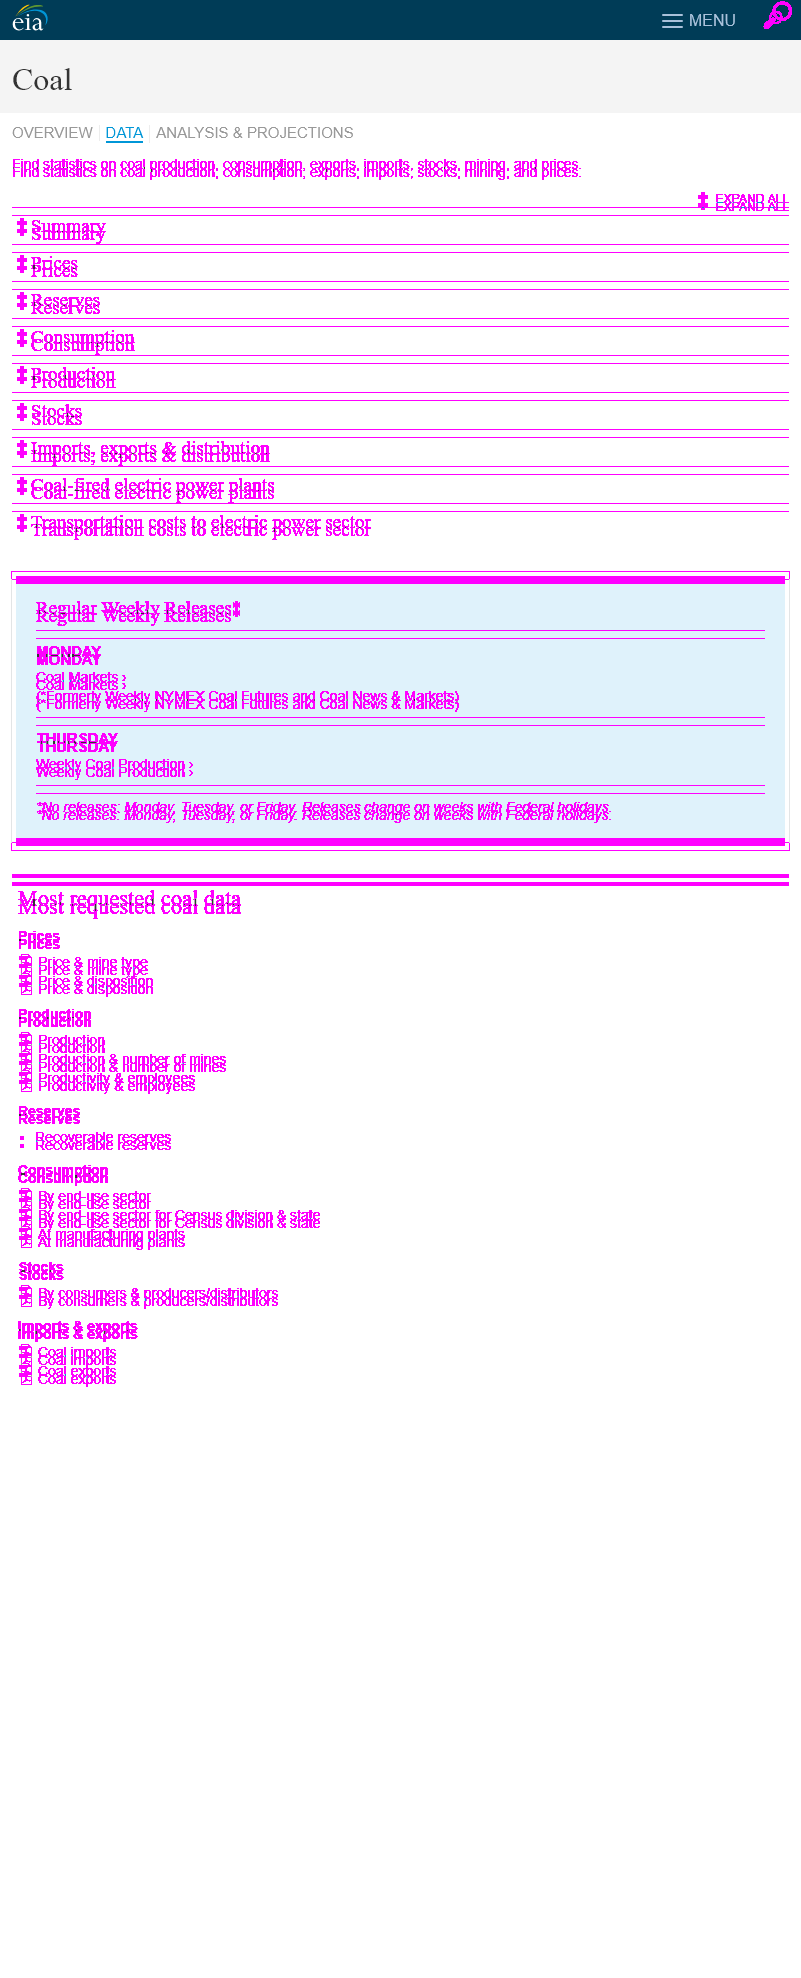 eia
MENU
Coal
OVERVIEW DATA ANALYSIS & PROJECTIONS
Find statistics on coal production, consumption, exports, imports, stocks, mining, and prices.
EXPAND ALL
Summary
Prices
Reserves
Consumption
Production
Stocks
Imports, exports & distribution
Coal-fired electric power plants
Transportation costs to electric power sector
Regular Weekly Releases
MONDAY
Coal Markets ›
(*Formerly Weekly NYMEX Coal Futures and Coal News & Markets)
THURSDAY
Weekly Coal Production ›
*No releases: Monday, Tuesday, or Friday. Releases change on weeks with Federal holidays.
Most requested coal data
Prices
Price & mine type
Price & disposition
Production
Production
Production & number of mines
Productivity & employees
Reserves
Recoverable reserves
Consumption
By end-use sector
By end-use sector for Census division & state
At manufacturing plants
Stocks
By consumers & producers/distributors
Imports & exports
Coal imports
Coal exports